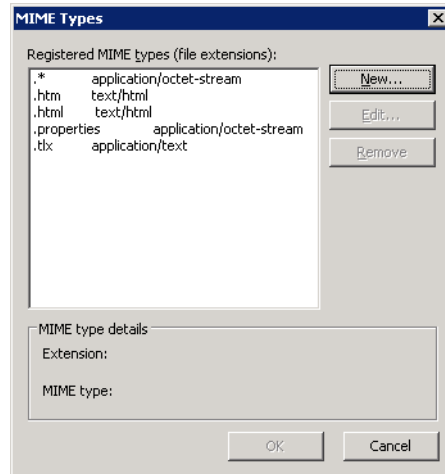 MIME Types
Registered MIME types (file extensions):
.* application/octet-stream
.htm text/html
.html text/html
.properties application/octet-stream
.tlx application/text
New...
Edit...
Remove
MIME type details
Extension:
MIME type:
OK Cancel